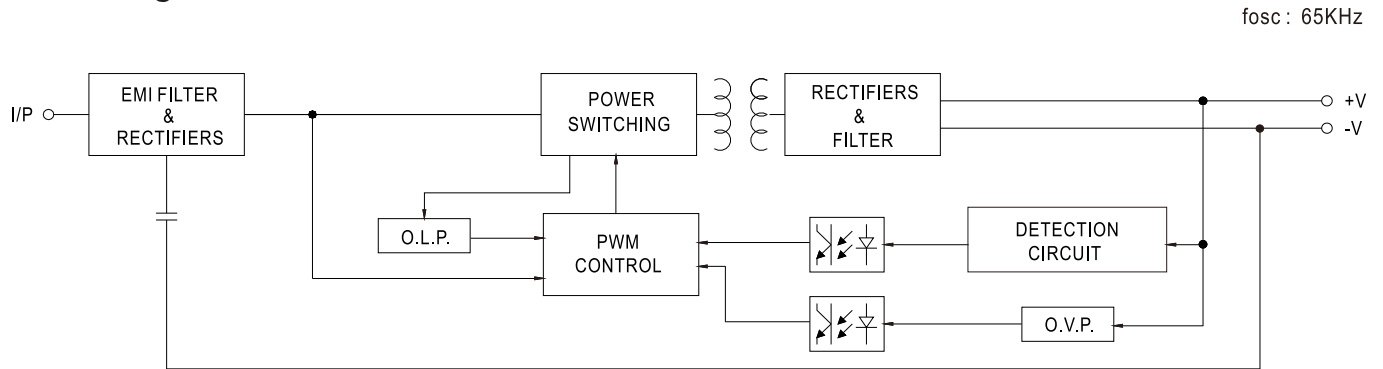 fosc : 65KHz
I/P
EMI FILTER
&
RECTIFIERS
POWER
SWITCHING
RECTIFIERS
&
FILTER
+V
-V
O.L.P.
PWM
CONTROL
DETECTION
CIRCUIT
O.V.P.